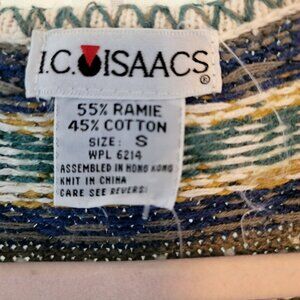 I.C. ISAACS®
55% RAMIE
45% COTTON
SIZE: S
WPL 6214
ASSEMBLED IN HONG KONG
KNIT IN CHINA
CARE SEE REVERSE